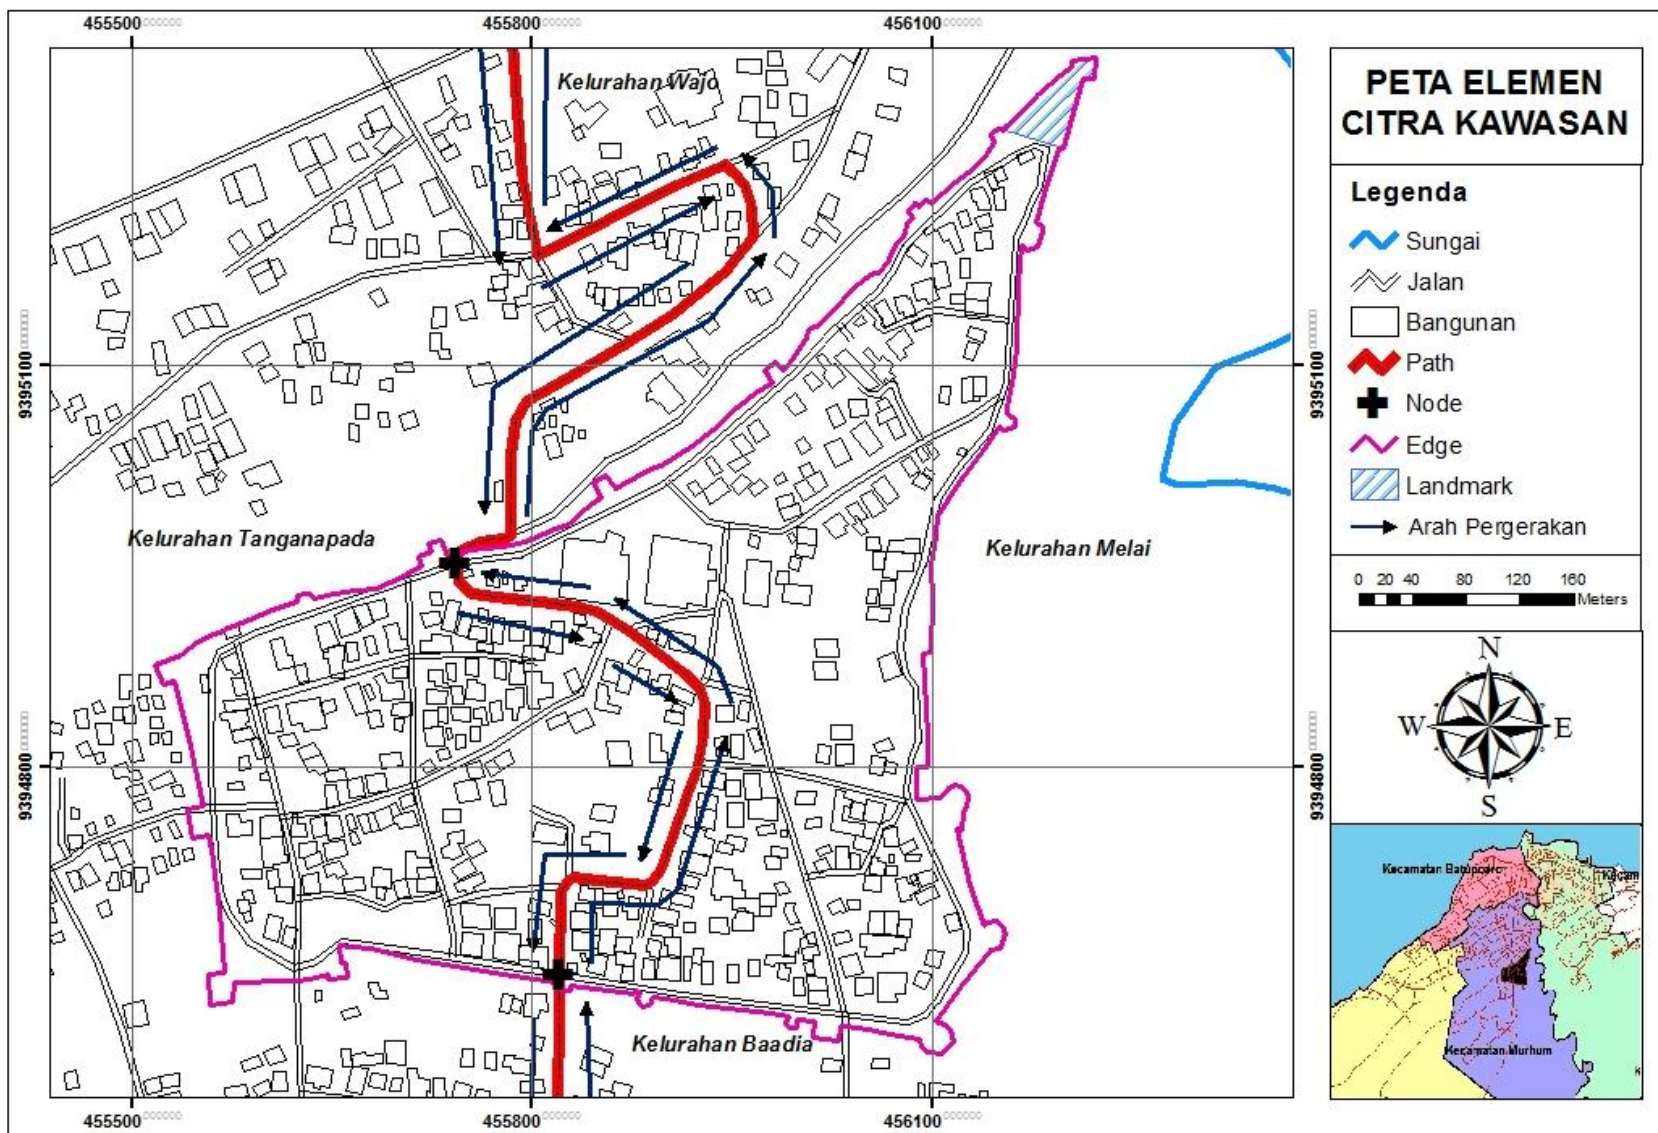 455500
455800
456100
PETA ELEMEN
CITRA KAWASAN
Kelurahan Wajo
Legenda
Sungai
Jalan
Bangunan
Path
Node
Edge
Landmark
Arah Pergerakan
9395100
9395100
Kelurahan Tanganapada
Kelurahan Melai
0 20 40 80 120 160
Meters
N
W
E
S
9394800
9394800
Kecamatan Murhum
Kelurahan Baadia
455500
455800
456100